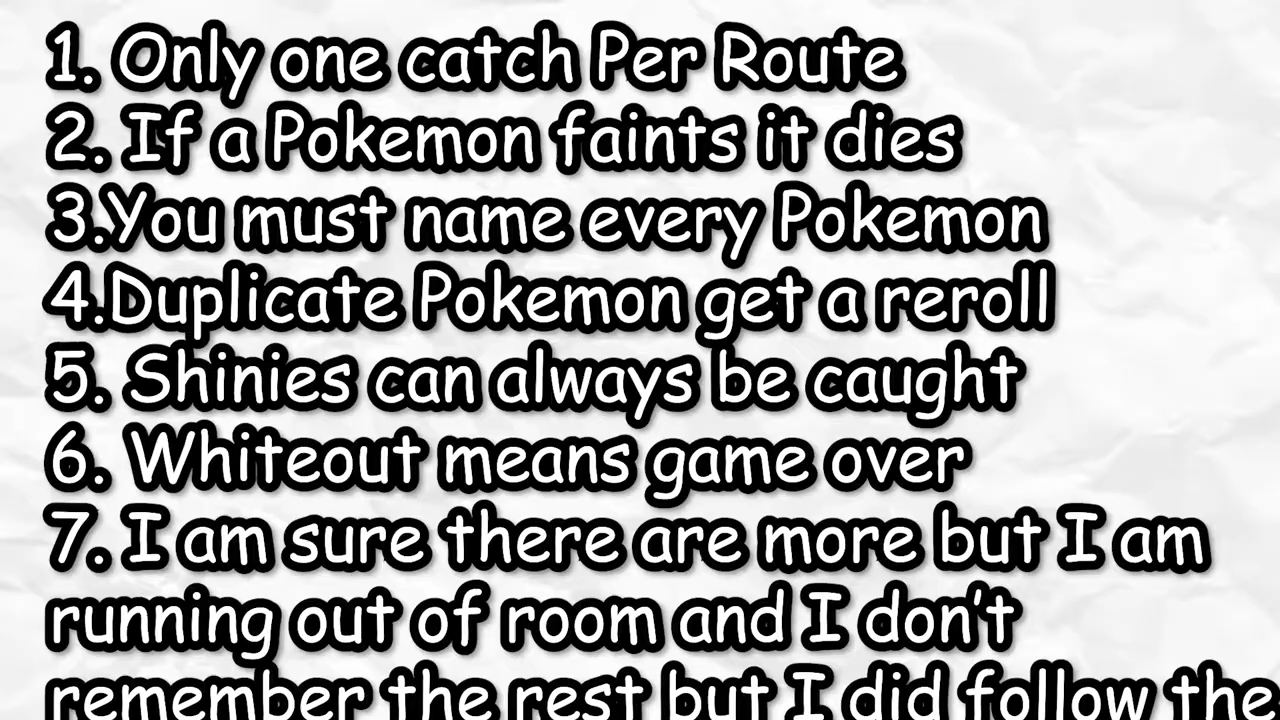 1. Only one catch Per Route
2. If a Pokemon faints it dies
3.You must name every Pokemon
4.Duplicate Pokemon get a reroll
5. Shinies can always be caught
6. Whiteout means game over
7. I am sure there are more but I am
running out of room and I don't
remember the rest but I did follow the